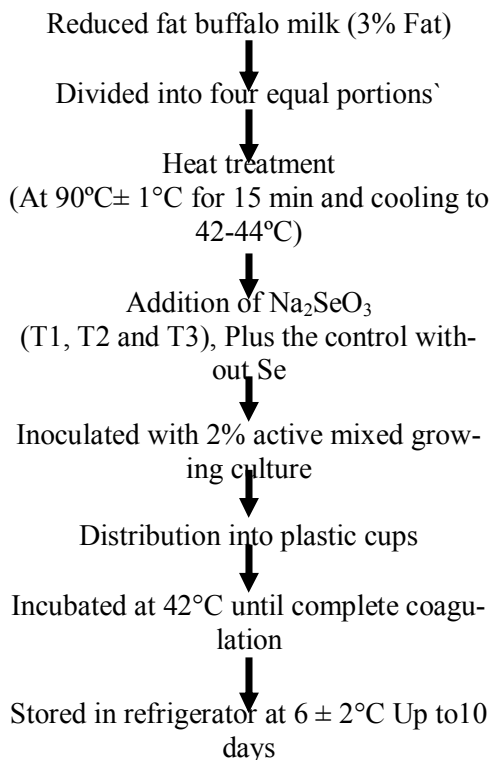 Reduced fat buffalo milk (3% Fat)
Divided into four equal portions`
Heat treatment
(At 90ºC± 1°C for 15 min and cooling to
42-44ºC)
Addition of Na₂SeO₃
(T1, T2 and T3), Plus the control with-
out Se
Inoculated with 2% active mixed grow-
ing culture
Distribution into plastic cups
Incubated at 42°C until complete coagu-
lation
Stored in refrigerator at 6 ± 2°C Up to10
days